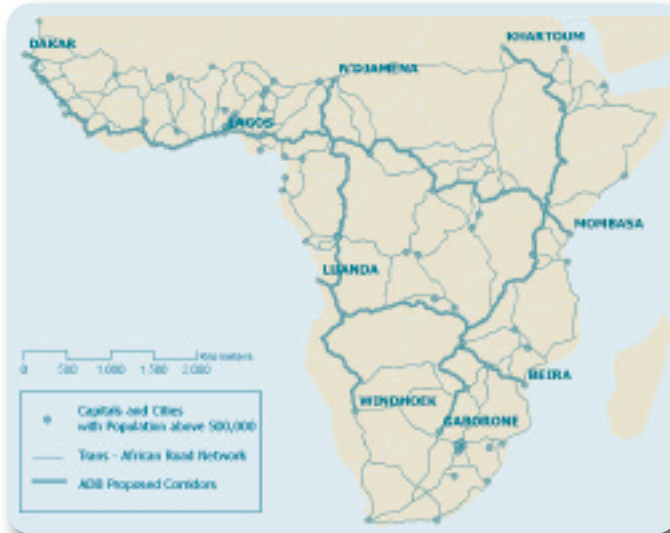 DAKAR
KHARTOUM
N'DJAMENA
LAGOS
MOMBASA
LUANDA
Kilometers
0 500 1.000 1.500 2.000
BEIRA
WINDHOEK
GABORONE
Capitals and Cities
with Population above 500,000
Trans - African Road Network
ADB Proposed Corridors